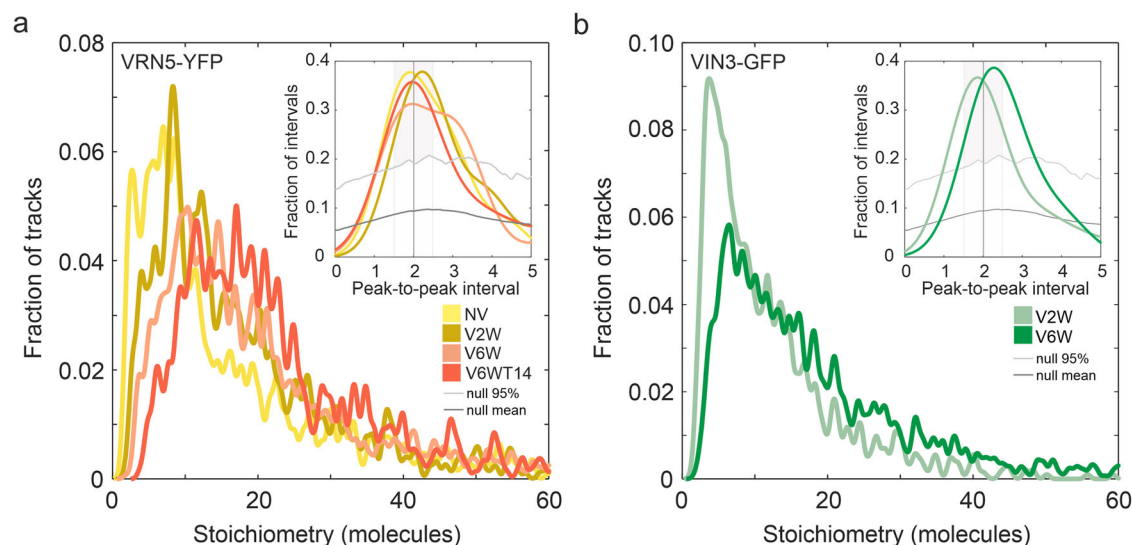 a
VRN5-YFP
Fraction of tracks
0.08
0.06
0.04
0.02
0
0 20 40 60
Stoichiometry (molecules)
Fraction of intervals
0.4
0.3
0.2
0.1
0
0 1 2 3 4 5
Peak-to-peak interval
NV
V2W
V6W
V6WT14
null 95%
null mean
b
VIN3-GFP
Fraction of tracks
0.10
0.08
0.06
0.04
0.02
0
0 20 40 60
Stoichiometry (molecules)
Fraction of intervals
0.4
0.3
0.2
0.1
0
0 1 2 3 4 5
Peak-to-peak interval
V2W
V6W
null 95%
null mean